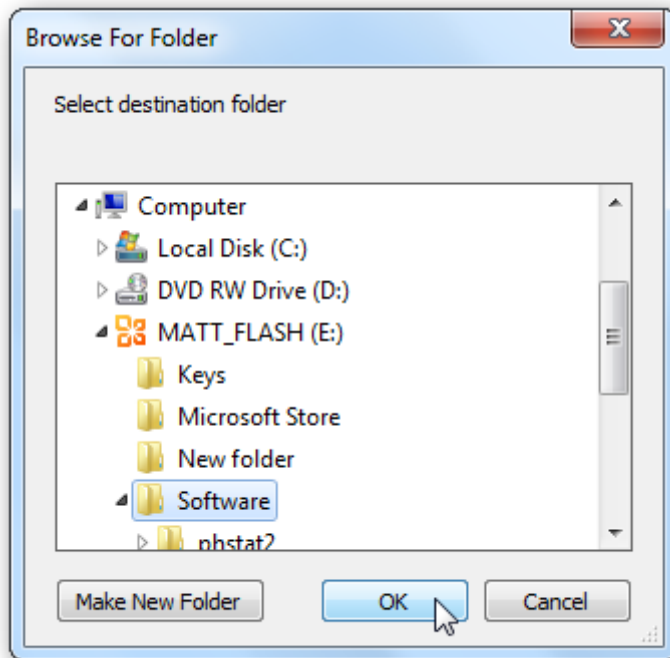 Browse For Folder
Select destination folder
Computer
Local Disk (C:)
DVD RW Drive (D:)
MATT_FLASH (E:)
Keys
Microsoft Store
New folder
Software
phstat2
Make New Folder OK Cancel